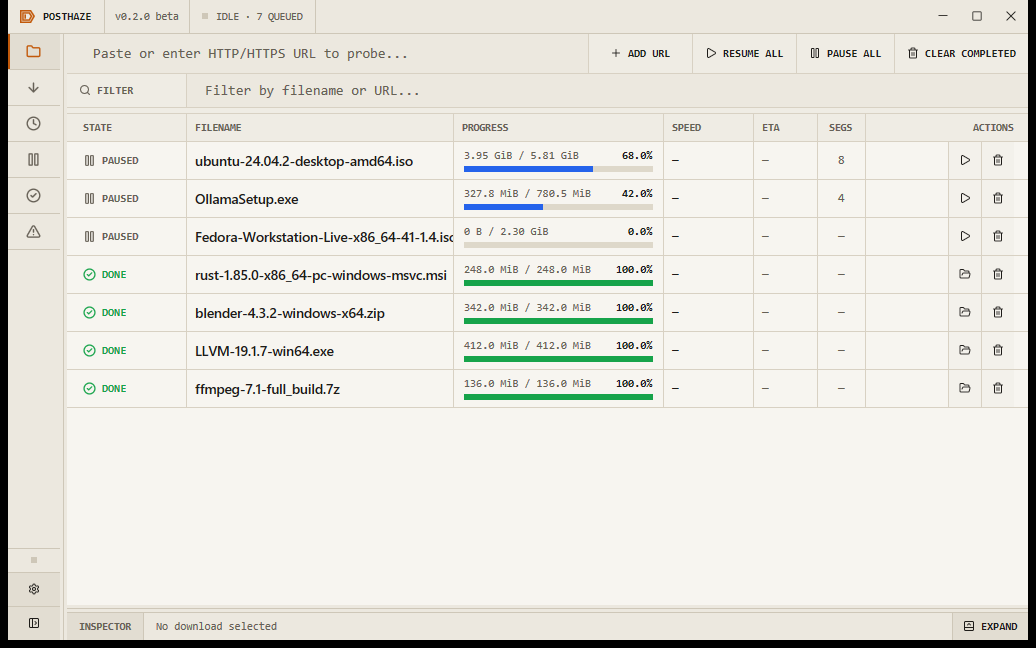 POSTHAZE v0.2.0 beta IDLE · 7 QUEUED
Paste or enter HTTP/HTTPS URL to probe... ADD URL RESUME ALL PAUSE ALL CLEAR COMPLETED
FILTER Filter by filename or URL...
STATE FILENAME PROGRESS SPEED ETA SEGS ACTIONS
PAUSED ubuntu-24.04.2-desktop-amd64.iso 3.95 GiB / 5.81 GiB 68.0% — — 8
PAUSED OllamaSetup.exe 327.8 MiB / 780.5 MiB 42.0% — — 4
PAUSED Fedora-Workstation-Live-x86_64-41-1.4.iso 0 B / 2.30 GiB 0.0% — — —
DONE rust-1.85.0-x86_64-pc-windows-msvc.msi 248.0 MiB / 248.0 MiB 100.0% — — —
DONE blender-4.3.2-windows-x64.zip 342.0 MiB / 342.0 MiB 100.0% — — —
DONE LLVM-19.1.7-win64.exe 412.0 MiB / 412.0 MiB 100.0% — — —
DONE ffmpeg-7.1-full_build.7z 136.0 MiB / 136.0 MiB 100.0% — — —
INSPECTOR No download selected EXPAND